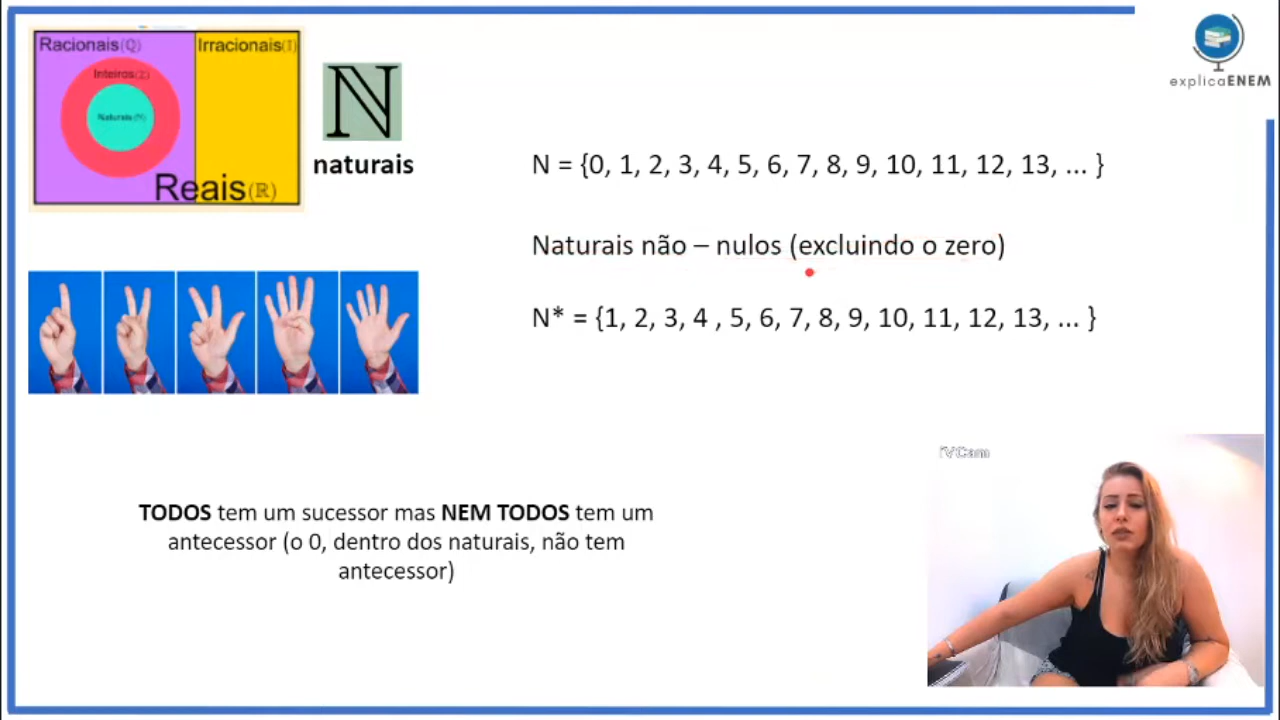 Racionais(Q)
Irracionais(I)
Inteiros(Z)
Naturais(N)
Reais(R)
N
naturais
explicaENEM
N = {0, 1, 2, 3, 4, 5, 6, 7, 8, 9, 10, 11, 12, 13, ... }
Naturais não – nulos (excluindo o zero)
N* = {1, 2, 3, 4 , 5, 6, 7, 8, 9, 10, 11, 12, 13, ... }
TODOS tem um sucessor mas NEM TODOS tem um
antecessor (o 0, dentro dos naturais, não tem
antecessor)
iVCam